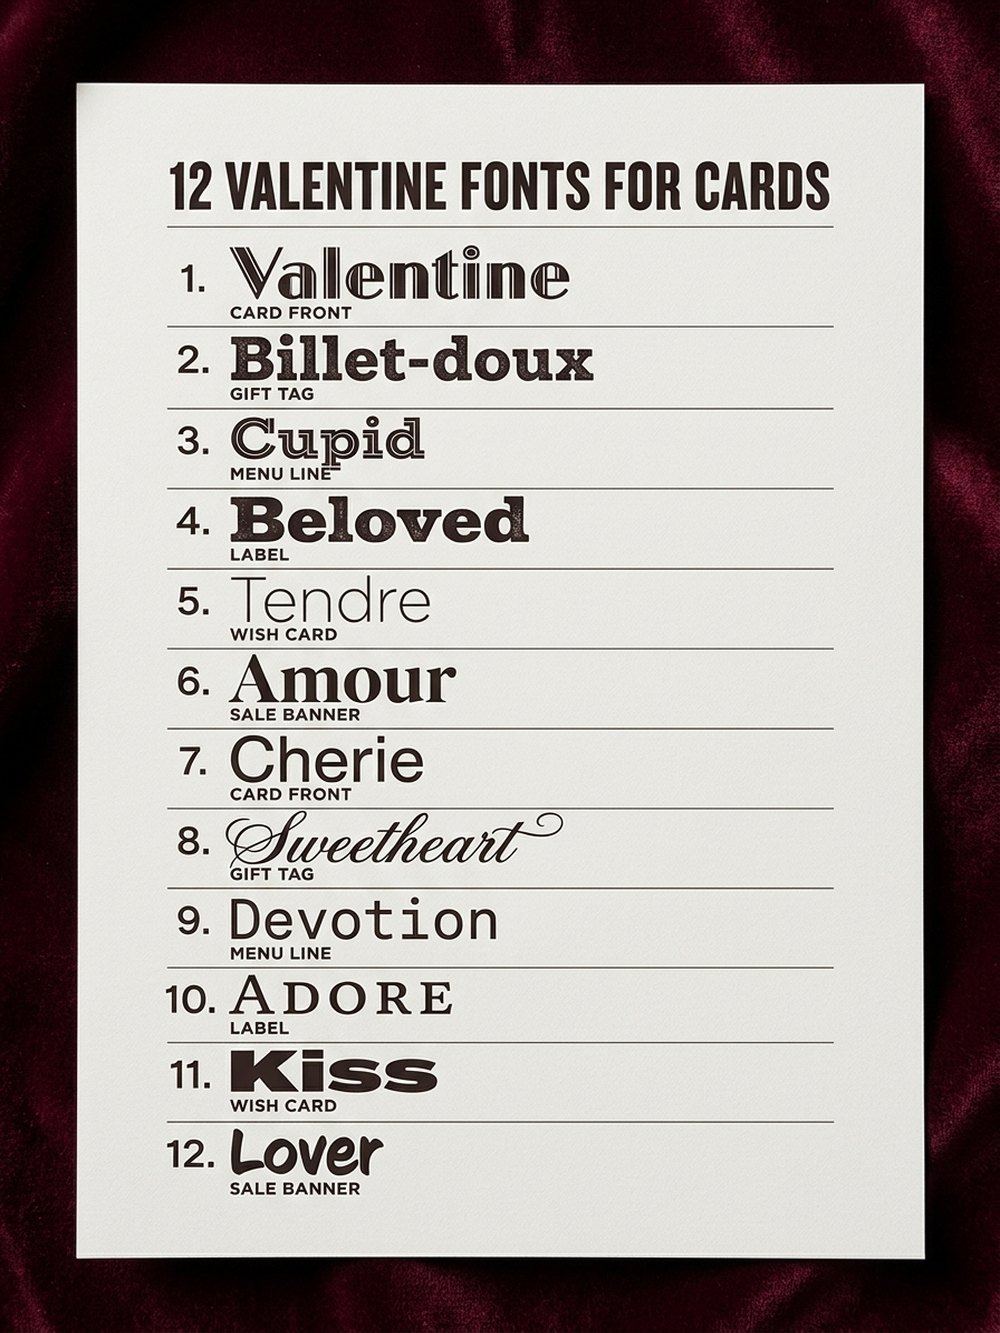 12 VALENTINE FONTS FOR CARDS
1. Valentine
CARD FRONT
2. Billet-doux
GIFT TAG
3. Cupid
MENU LINE
4. Beloved
LABEL
5. Tendre
WISH CARD
6. Amour
SALE BANNER
7. Cherie
CARD FRONT
8. Sweetheart
GIFT TAG
9. Devotion
MENU LINE
10. ADORE
LABEL
11. Kiss
WISH CARD
12. Lover
SALE BANNER